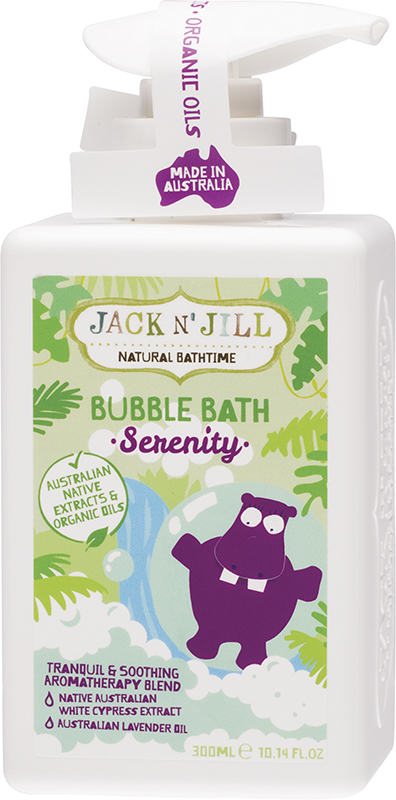 ORGANIC OILS
MADE IN
AUSTRALIA
JACK N' JILL
NATURAL BATHTIME
BUBBLE BATH
·Serenity·
AUSTRALIAN
NATIVE
EXTRACTS &
ORGANIC OILS
TRANQUIL & SOOTHING
AROMATHERAPY BLEND
NATIVE AUSTRALIAN
WHITE CYPRESS EXTRACT
AUSTRALIAN LAVENDER OIL
300ML ℮ 10.14 FL.OZ